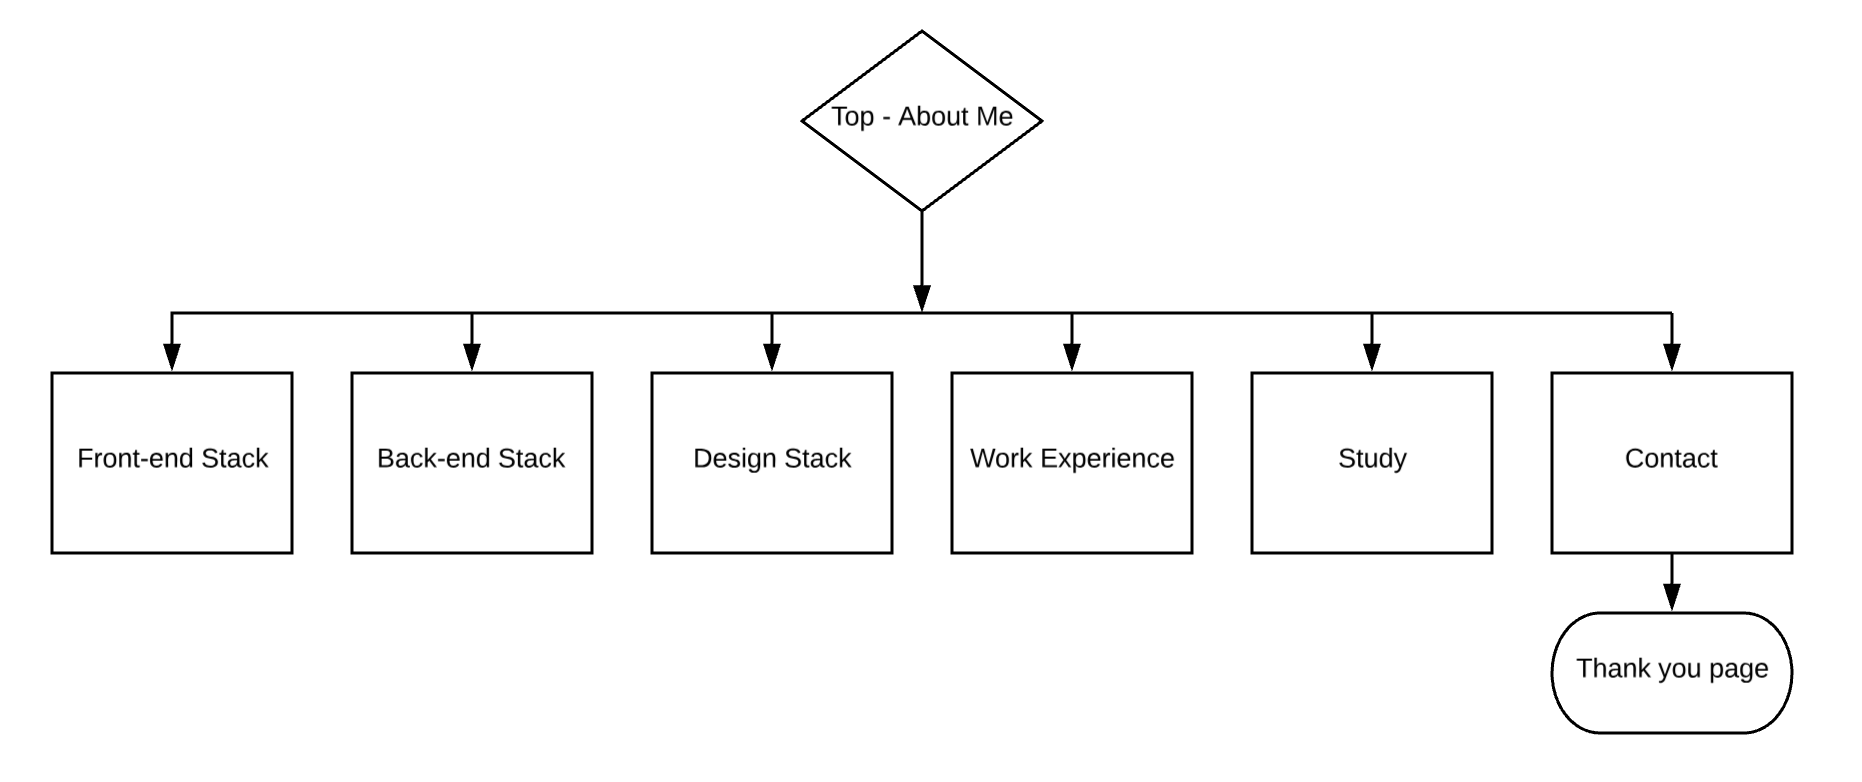 Top - About Me
Front-end Stack
Back-end Stack
Design Stack
Work Experience
Study
Contact
Thank you page